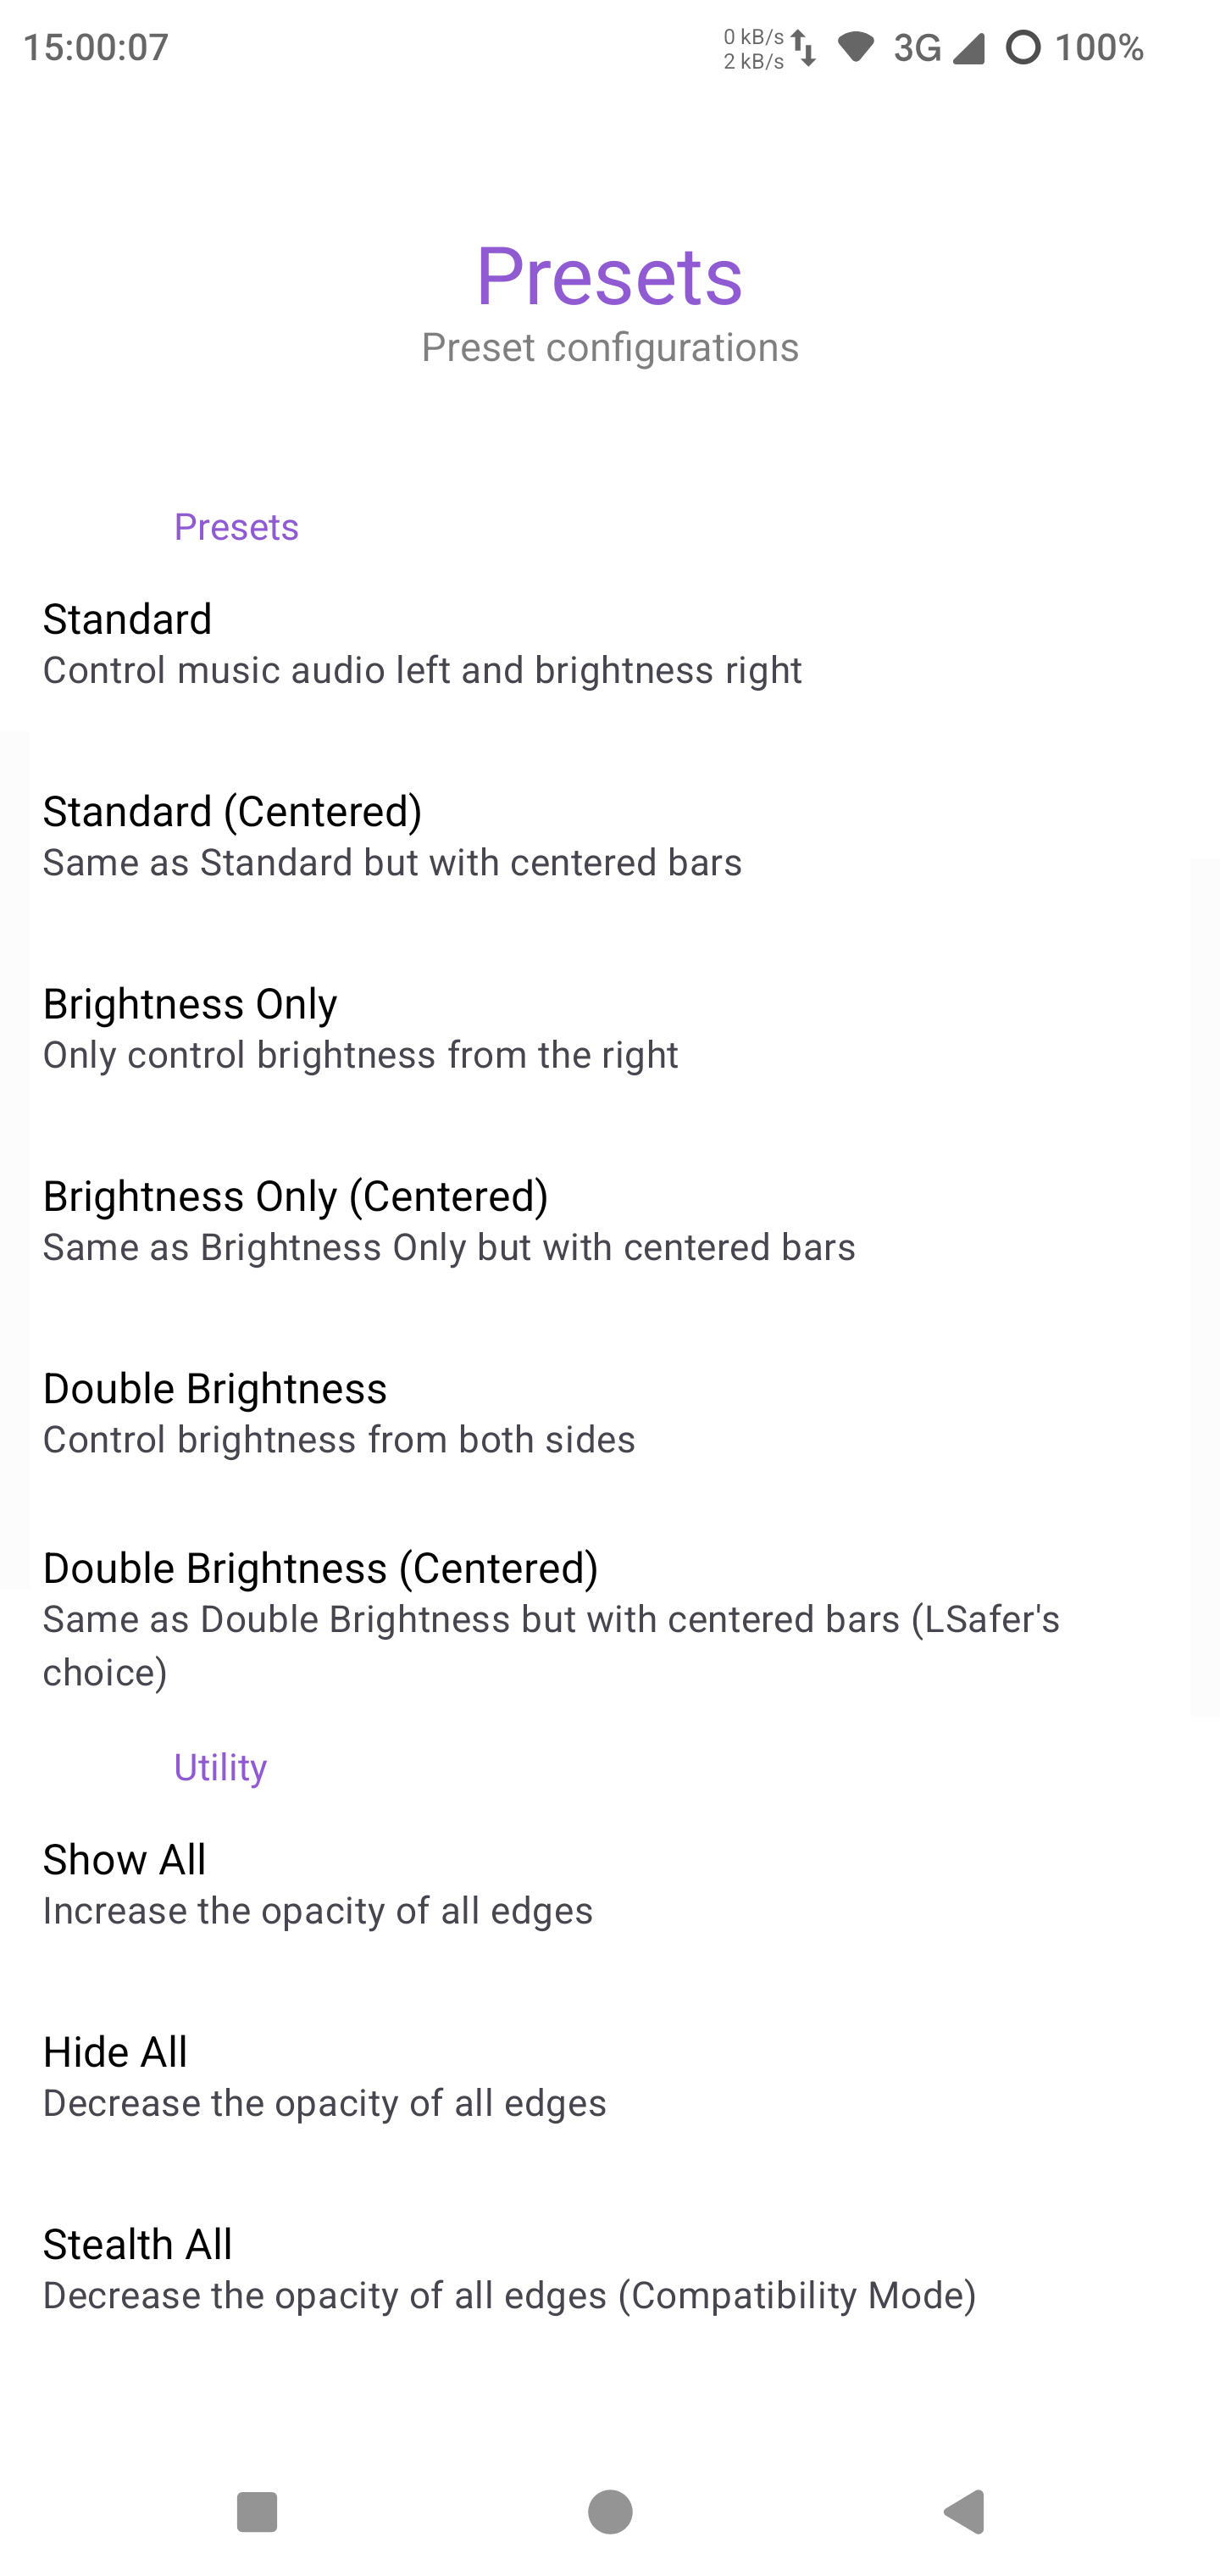 15:00:07
0 kB/s
2 kB/s
3G
100%
Presets
Preset configurations
Presets
Standard
Control music audio left and brightness right
Standard (Centered)
Same as Standard but with centered bars
Brightness Only
Only control brightness from the right
Brightness Only (Centered)
Same as Brightness Only but with centered bars
Double Brightness
Control brightness from both sides
Double Brightness (Centered)
Same as Double Brightness but with centered bars (LSafer's
choice)
Utility
Show All
Increase the opacity of all edges
Hide All
Decrease the opacity of all edges
Stealth All
Decrease the opacity of all edges (Compatibility Mode)